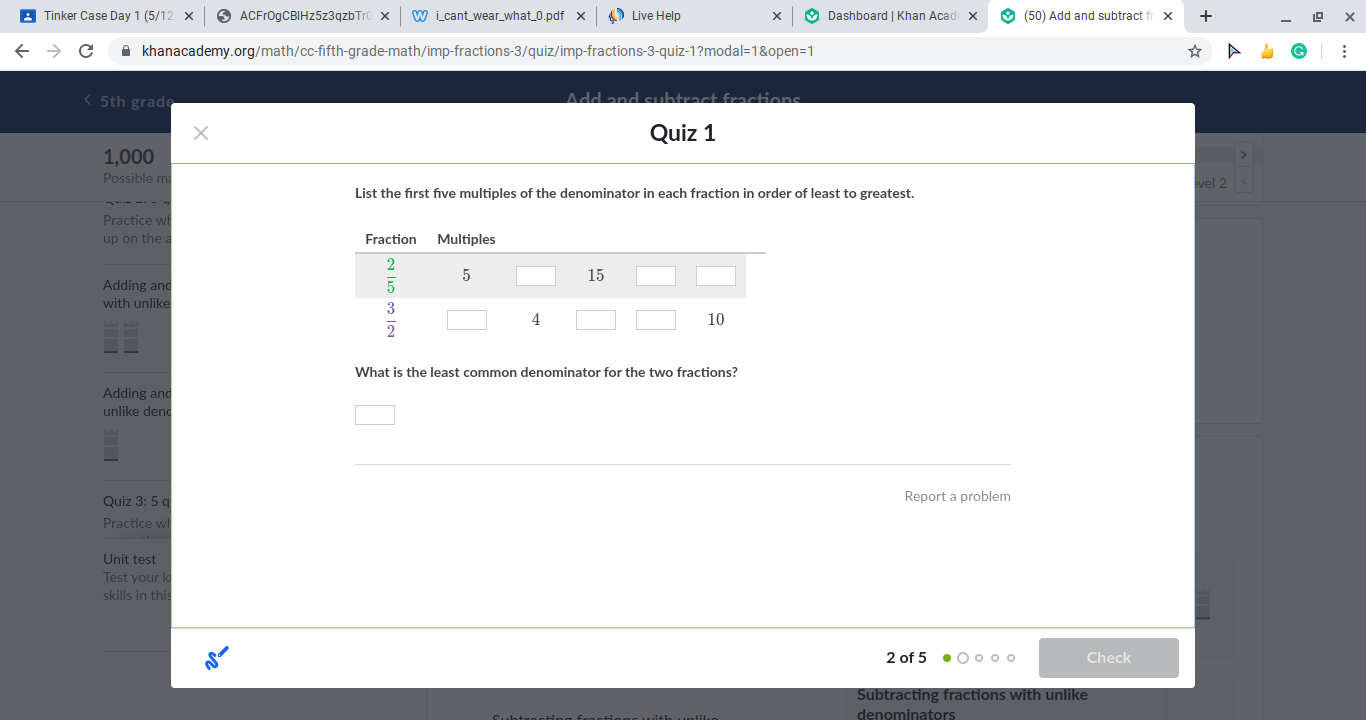 Tinker Case Day 1 (5/12
ACFrOgCBIHz5z3qzbTr
i_cant_wear_what_0.pdf
Live Help
Dashboard | Khan Acad
(50) Add and subtract fr
khanacademy.org/math/cc-fifth-grade-math/imp-fractions-3/quiz/imp-fractions-3-quiz-1?modal=1&open=1
5th grade
Add and subtract fractions
Quiz 1
1,000
Possible m
evel 2
Practice wh
up on the a
Adding and
with unlike
Adding and
unlike deno
Quiz 3: 5 q
Practice wh
Unit test
Test your k
skills in this
List the first five multiples of the denominator in each fraction in order of least to greatest.
Fraction Multiples
2/5 5 15
3/2 4 10
What is the least common denominator for the two fractions?
Report a problem
2 of 5
Check
Subtracting fractions with unlike
denominators
Subtracting fractions with unlike